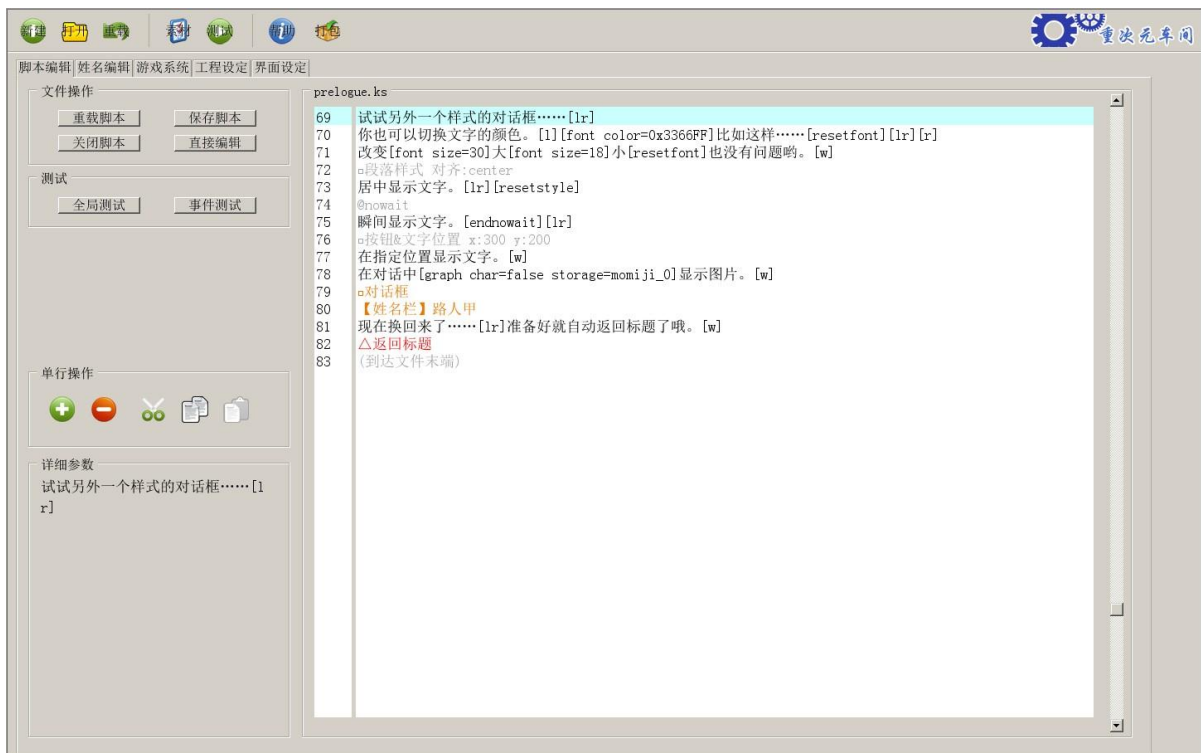 新建 打开 重载 素材 测试 帮助 打包
重次元车间
脚本编辑 姓名编辑 游戏系统 工程设定 界面设定
文件操作
重载脚本 保存脚本
关闭脚本 直接编辑
测试
全局测试 事件测试
单行操作
详细参数
试试另外一个样式的对话框……[l
r]
prelogue.ks
69 试试另外一个样式的对话框……[lr]
70 你也可以切换文字的颜色。[l][font color=0x3366FF]比如这样……[resetfont][lr][r]
71 改变[font size=30]大[font size=18]小[resetfont]也没有问题哟。[w]
72 ▫段落样式 对齐:center
73 居中显示文字。[lr][resetstyle]
74 @nowait
75 瞬间显示文字。[endnowait][lr]
76 ▫按钮&文字位置 x:300 y:200
77 在指定位置显示文字。[w]
78 在对话中[graph char=false storage=momiji_0]显示图片。[w]
79 ▫对话框
80 【姓名栏】路人甲
81 现在换回来了……[lr]准备好就自动返回标题了哦。[w]
82 △返回标题
83 (到达文件末端)